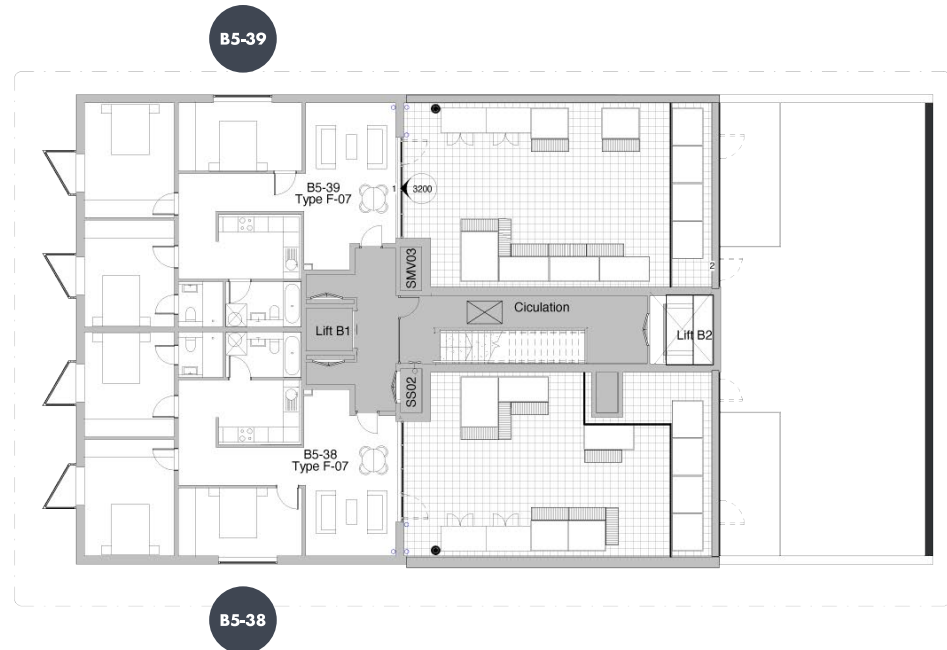 B5-39
B5-39
Type F-07
1
3200
SMV03
2
Ciculation
Lift B1
Lift B2
SS02
B5-38
Type F-07
B5-38